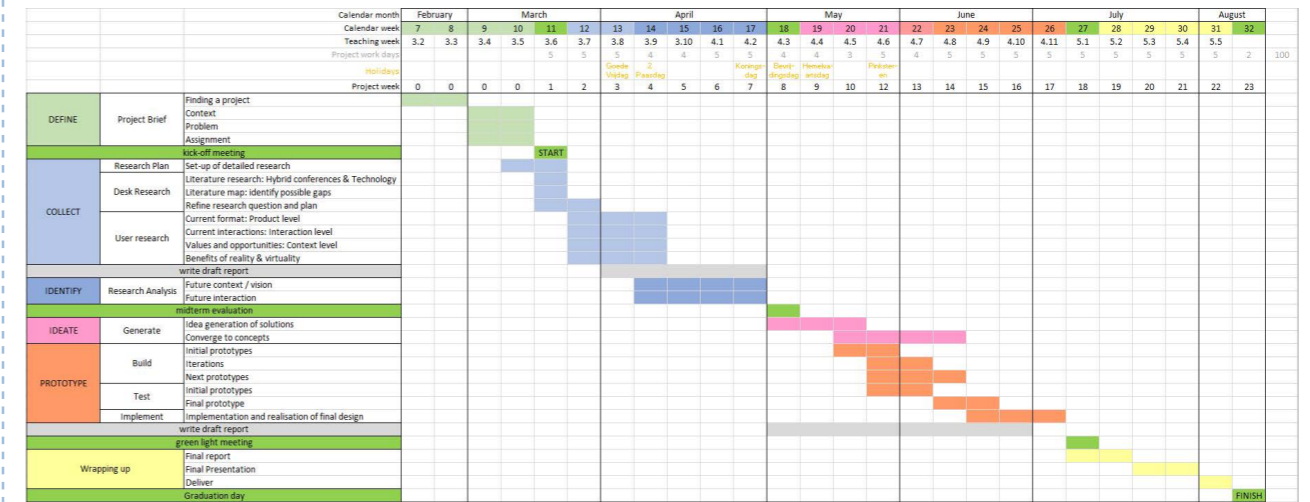 Calendar month February March April May June July August
Calendar week 7 8 9 10 11 12 13 14 15 16 17 18 19 20 21 22 23 24 25 26 27 28 29 30 31 32
Teaching week 3.2 3.3 3.4 3.5 3.6 3.7 3.8 3.9 3.10 4.1 4.2 4.3 4.4 4.5 4.6 4.7 4.8 4.9 4.10 4.11 5.1 5.2 5.3 5.4 5.5
Project work days 5 5 5 4 4 5 5 4 4 3 5 4 5 5 5 5 5 5 5 5 5 2 100
Goede 2 Konings-
Holidays Vrijdag Paasdag dag dingsdag
Project week 0 0 0 0 1 2 3 4 5 6 7 8 9 10 12 13 14 15 16 17 18 19 20 21 22 23
DEFINE
Project Brief
Finding a project
Context
Problem
Assignment
kick-off meeting START
COLLECT
Research Plan Set-up of detailed research
Desk Research
Literature research: Hybrid conferences & Technology
Literature map: identify possible gaps
Refine research question and plan
User research
Current format: Product level
Current interactions: Interaction level
Values and opportunities: Context level
Benefits of reality & virtuality
write draft report
IDENTIFY
Research Analysis
Future context / vision
Future interaction
midterm evaluation
IDEATE
Generate
Idea generation of solutions
Converge to concepts
PROTOTYPE
Build
Initial prototypes
Iterations
Next prototypes
Test
Initial prototypes
Final prototype
Implement Implementation and realisation of final design
write draft report
green light meeting
Wrapping up
Final report
Final Presentation
Deliver
Graduation day FINISH